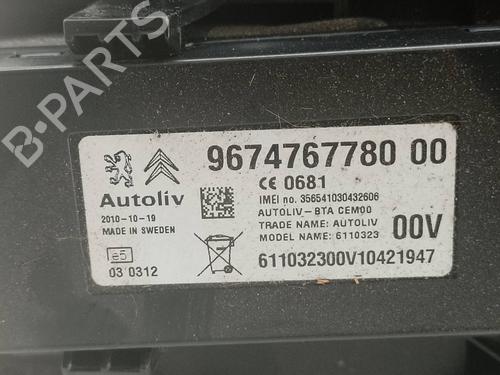 B-PARTS
9674767780 00
CE 0681
IMEI no. 356541030432606
Autoliv
AUTOLIV-BTA CEM00
2010-10-19
TRADE NAME: AUTOLIV
00V
MADE IN SWEDEN
MODEL NAME: 6110323
e5
611032300V10421947
03 0312